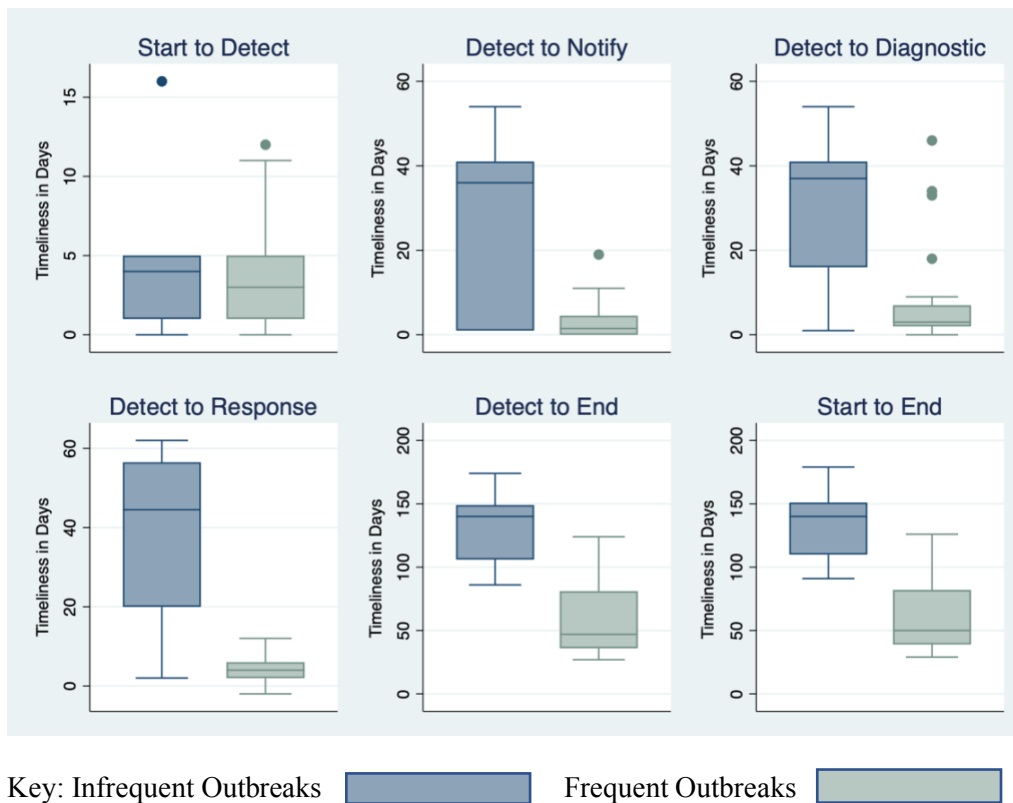 Start to Detect
Timeliness in Days
15
10
5
0
Detect to Notify
Timeliness in Days
60
40
20
0
Detect to Diagnostic
Timeliness in Days
60
40
20
0
Detect to Response
Timeliness in Days
60
40
20
0
Detect to End
Timeliness in Days
200
150
100
50
0
Start to End
Timeliness in Days
200
150
100
50
0
Key: Infrequent Outbreaks Frequent Outbreaks